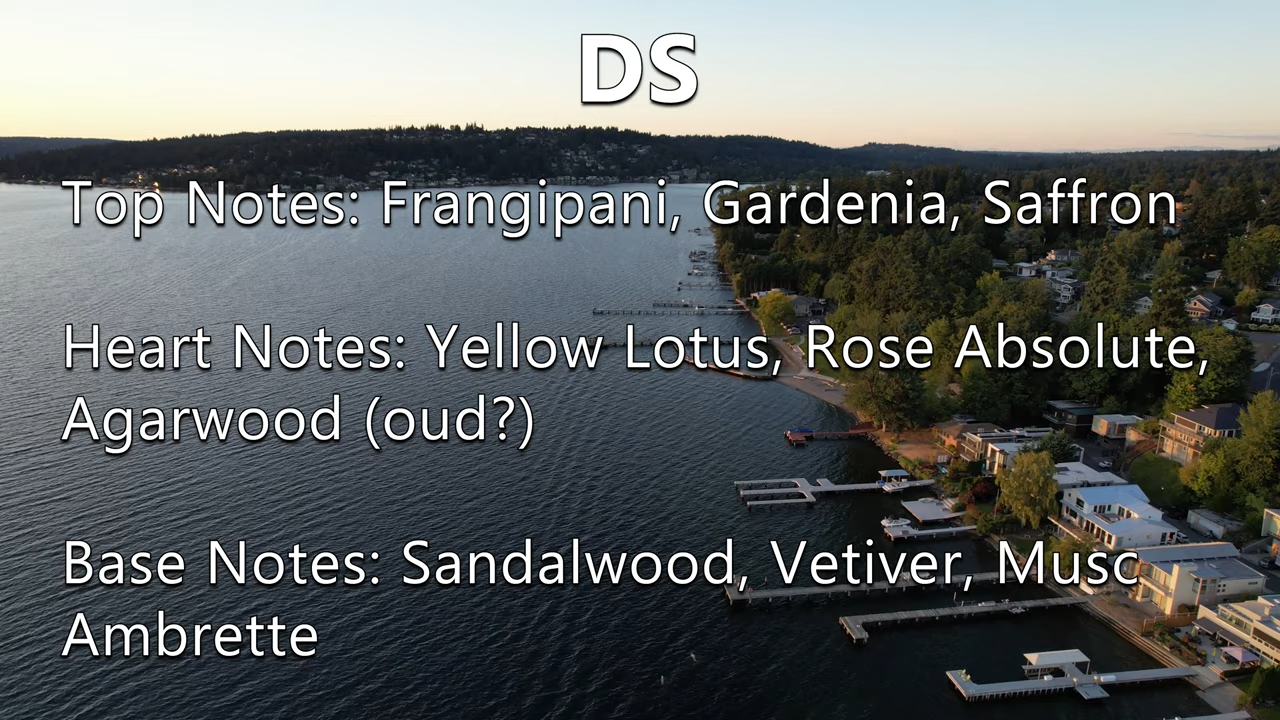 DS
Top Notes: Frangipani, Gardenia, Saffron
Heart Notes: Yellow Lotus, Rose Absolute,
Agarwood (oud?)
Base Notes: Sandalwood, Vetiver, Musc
Ambrette